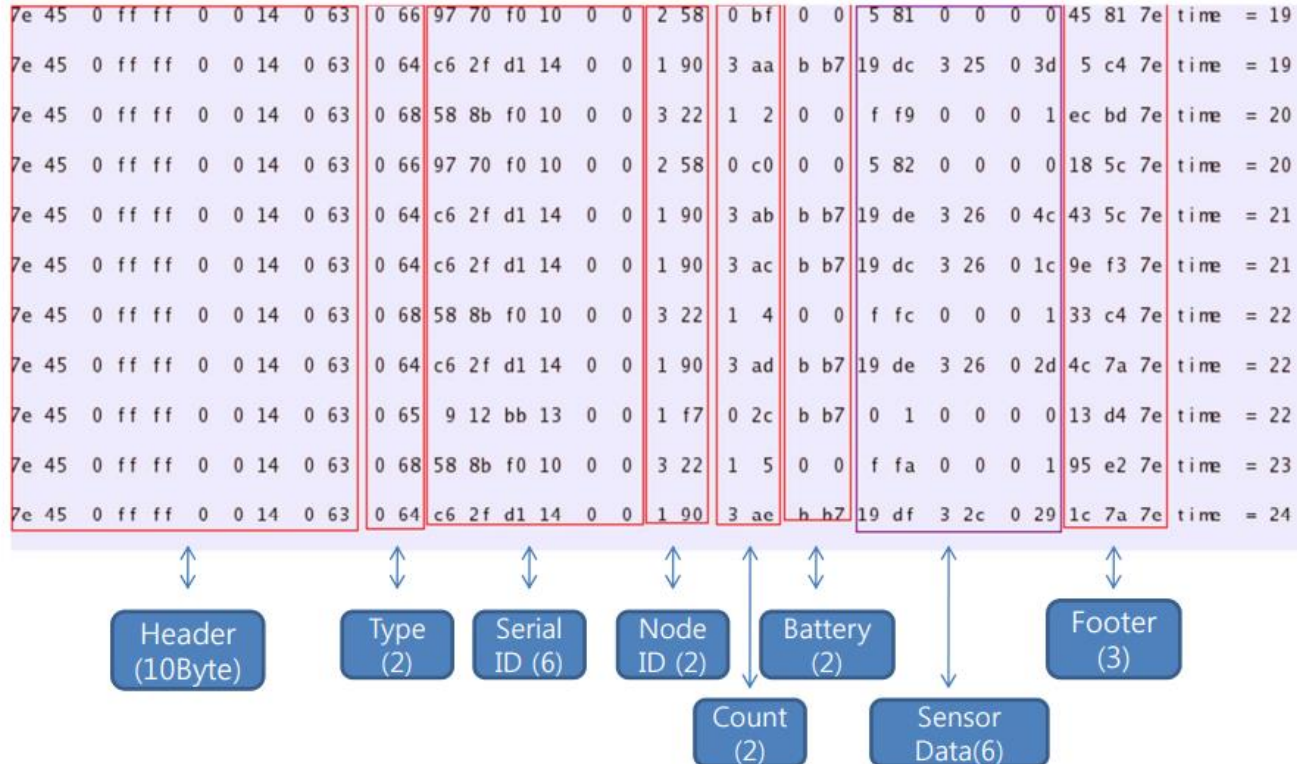 7e 45 0 ff ff 0 0 14 0 63 0 66 97 70 f0 10 0 0 2 58 0 bf 0 0 5 81 0 0 0 0 45 81 7e time = 19
7e 45 0 ff ff 0 0 14 0 63 0 64 c6 2f d1 14 0 0 1 90 3 aa b b7 19 dc 3 25 0 3d 5 c4 7e time = 19
7e 45 0 ff ff 0 0 14 0 63 0 68 58 8b f0 10 0 0 3 22 1 2 0 0 f f9 0 0 0 1 ec bd 7e time = 20
7e 45 0 ff ff 0 0 14 0 63 0 66 97 70 f0 10 0 0 2 58 0 c0 0 0 5 82 0 0 0 0 18 5c 7e time = 20
7e 45 0 ff ff 0 0 14 0 63 0 64 c6 2f d1 14 0 0 1 90 3 ab b b7 19 de 3 26 0 4c 43 5c 7e time = 21
7e 45 0 ff ff 0 0 14 0 63 0 64 c6 2f d1 14 0 0 1 90 3 ac b b7 19 dc 3 26 0 1c 9e f3 7e time = 21
7e 45 0 ff ff 0 0 14 0 63 0 68 58 8b f0 10 0 0 3 22 1 4 0 0 f fc 0 0 0 1 33 c4 7e time = 22
7e 45 0 ff ff 0 0 14 0 63 0 64 c6 2f d1 14 0 0 1 90 3 ad b b7 19 de 3 26 0 2d 4c 7a 7e time = 22
7e 45 0 ff ff 0 0 14 0 63 0 65 9 12 bb 13 0 0 1 f7 0 2c b b7 0 1 0 0 0 0 13 d4 7e time = 22
7e 45 0 ff ff 0 0 14 0 63 0 68 58 8b f0 10 0 0 3 22 1 5 0 0 f fa 0 0 0 1 95 e2 7e time = 23
7e 45 0 ff ff 0 0 14 0 63 0 64 c6 2f d1 14 0 0 1 90 3 ae b b7 19 df 3 2c 0 29 1c 7a 7e time = 24
Header
(10Byte)
Type
(2)
Serial
ID (6)
Node
ID (2)
Battery
(2)
Footer
(3)
Count
(2)
Sensor
Data(6)